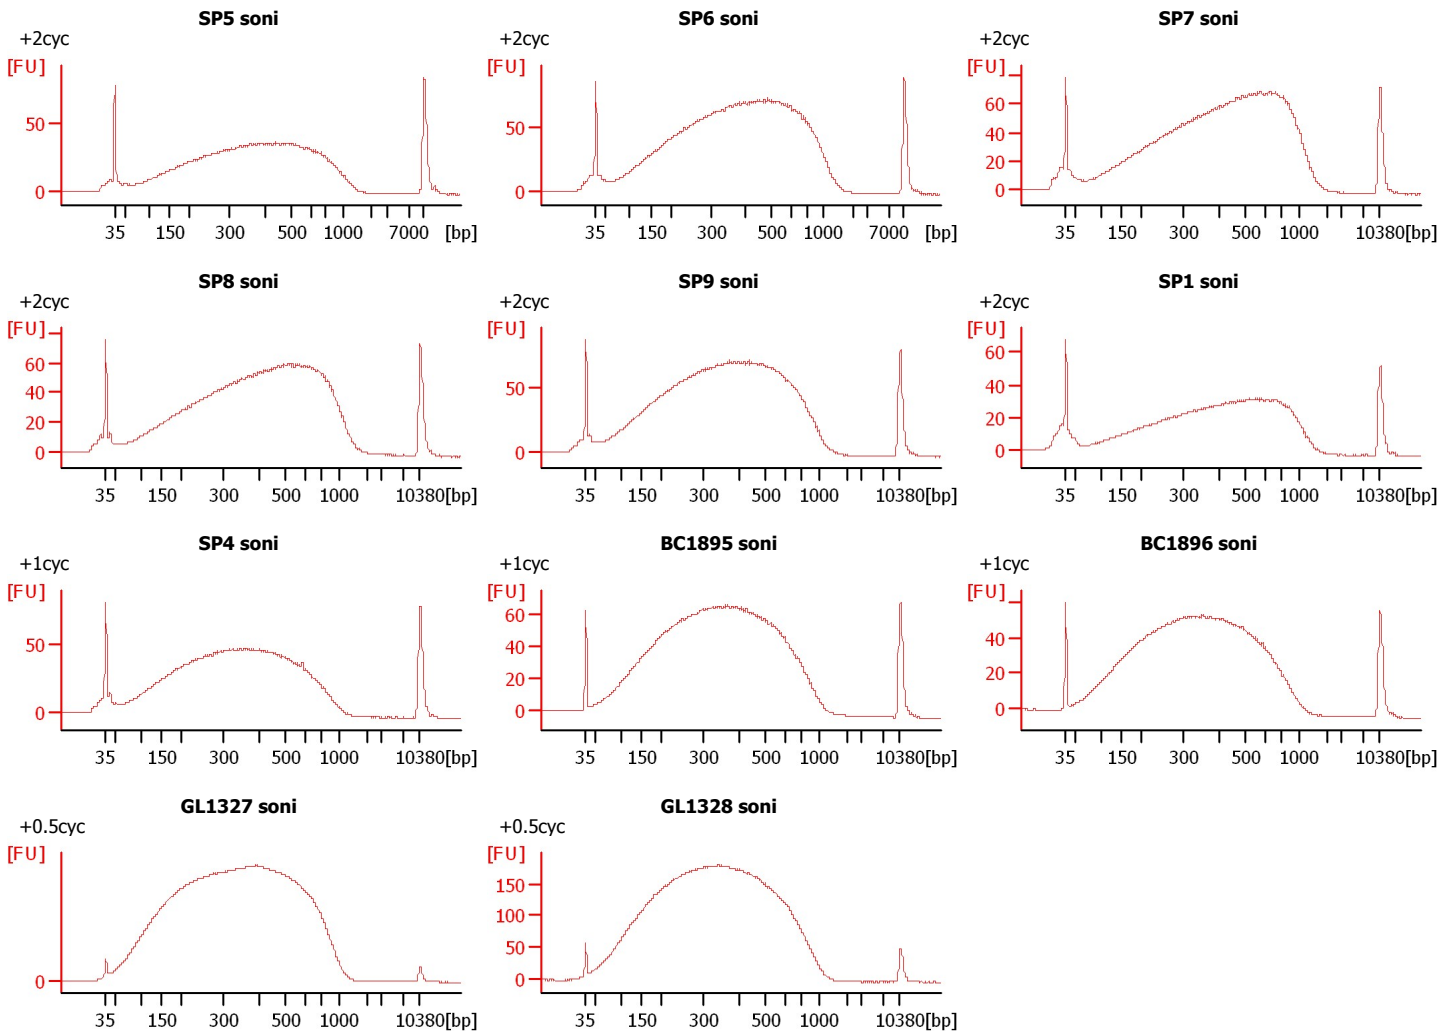 SP5 soni
+2cyc
[FU]
50
0
35 150 300 500 1000 7000 [bp]
SP6 soni
+2cyc
[FU]
50
0
35 150 300 500 1000 7000 [bp]
SP7 soni
+2cyc
[FU]
60
40
20
0
35 150 300 500 1000 10380[bp]
SP8 soni
+2cyc
[FU]
60
40
20
0
35 150 300 500 1000 10380[bp]
SP9 soni
+2cyc
[FU]
50
0
35 150 300 500 1000 10380[bp]
SP1 soni
+2cyc
[FU]
60
40
20
0
35 150 300 500 1000 10380[bp]
SP4 soni
+1cyc
[FU]
50
0
35 150 300 500 1000 10380[bp]
BC1895 soni
+1cyc
[FU]
60
40
20
0
35 150 300 500 1000 10380[bp]
BC1896 soni
+1cyc
[FU]
40
20
0
35 150 300 500 1000 10380[bp]
GL1327 soni
+0.5cyc
[FU]
0
35 150 300 500 1000 10380[bp]
GL1328 soni
+0.5cyc
[FU]
150
100
50
0
35 150 300 500 1000 10380[bp]